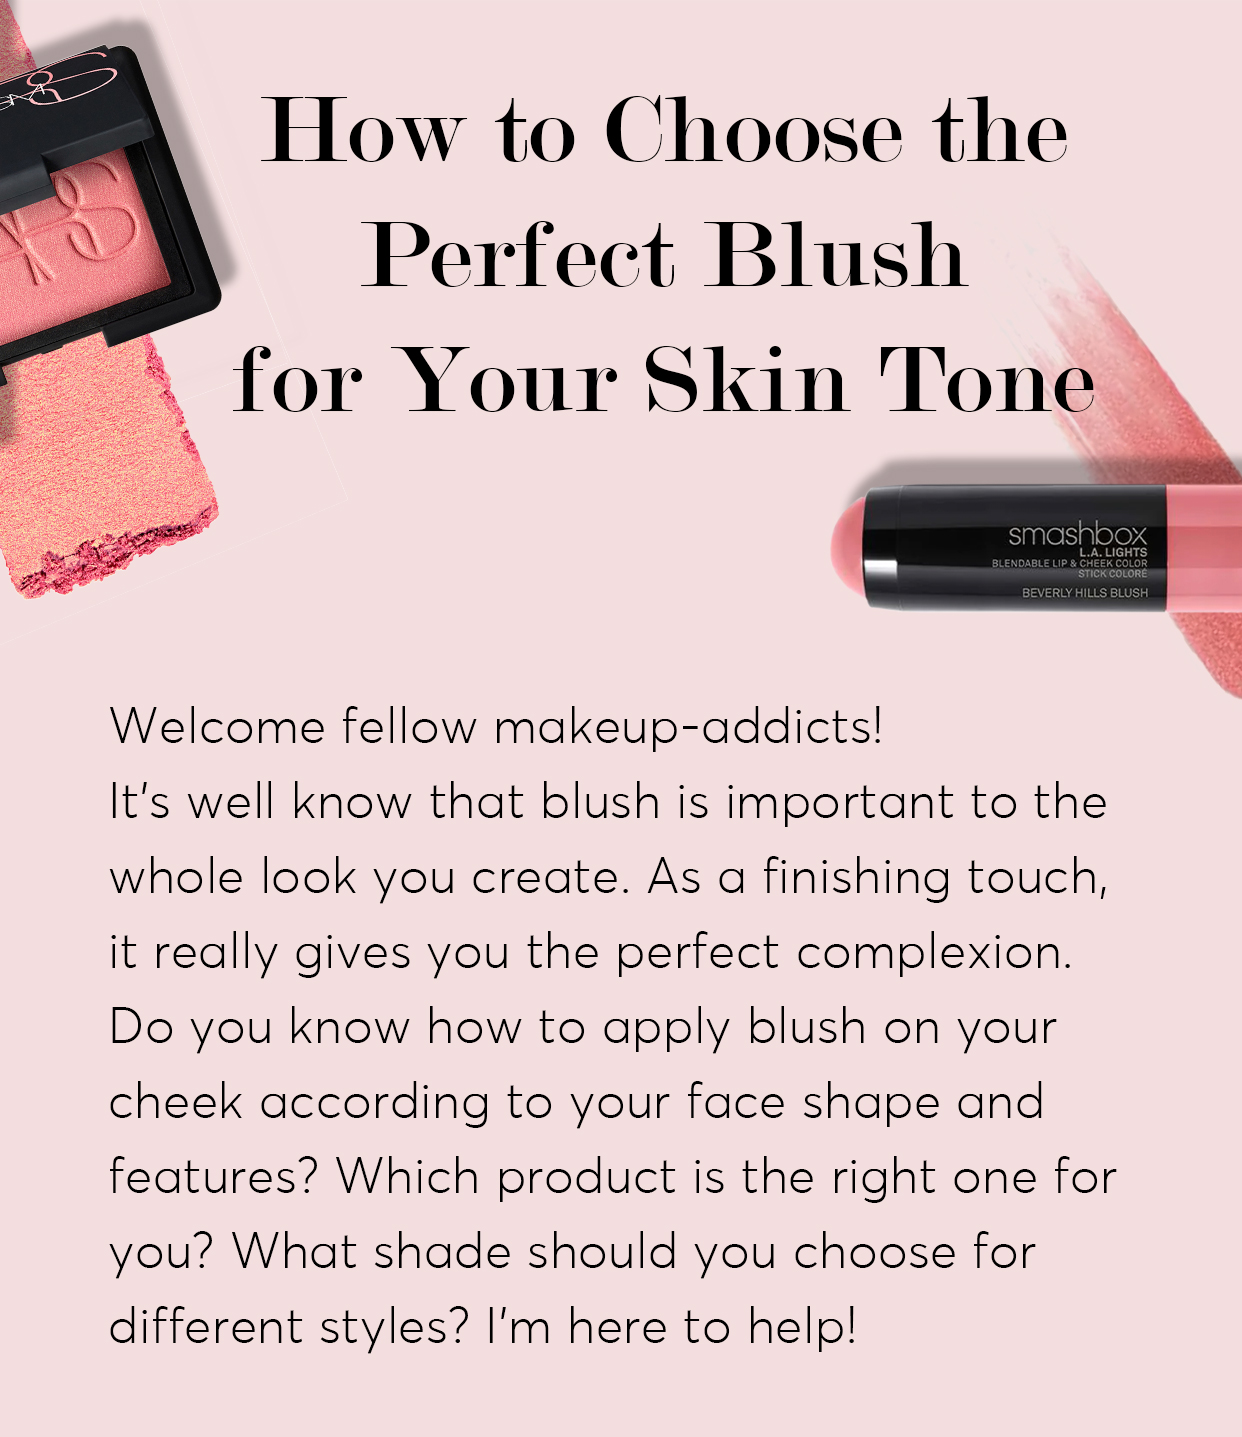 How to Choose the
Perfect Blush
for Your Skin Tone
smashbox
L.A. LIGHTS
BLENDABLE LIP & CHEEK COLOR
STICK COLORÉ
BEVERLY HILLS BLUSH
Welcome fellow makeup-addicts!
It’s well know that blush is important to the
whole look you create. As a finishing touch,
it really gives you the perfect complexion.
Do you know how to apply blush on your
cheek according to your face shape and
features? Which product is the right one for
you? What shade should you choose for
different styles? I’m here to help!